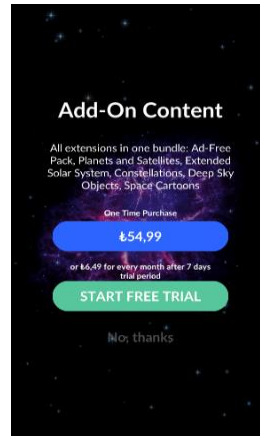 Add-On Content
All extensions in one bundle: Ad-Free
Pack, Planets and Satellites, Extended
Solar System, Constellations, Deep Sky
Objects, Space Cartoons
One Time Purchase
₺54,99
or ₺6,49 for every month after 7 days
trial period
START FREE TRIAL
No, thanks